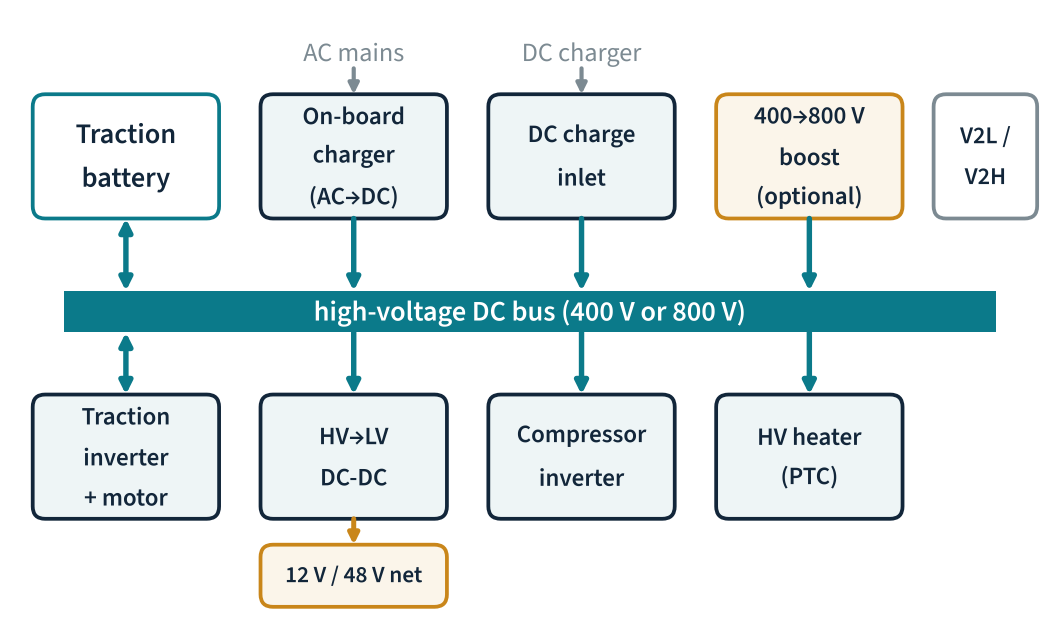 AC mains
DC charger
Traction
battery
On-board
charger
(AC→DC)
DC charge
inlet
400→800 V
boost
(optional)
V2L /
V2H
high-voltage DC bus (400 V or 800 V)
Traction
inverter
+ motor
HV→LV
DC-DC
Compressor
inverter
HV heater
(PTC)
12 V / 48 V net